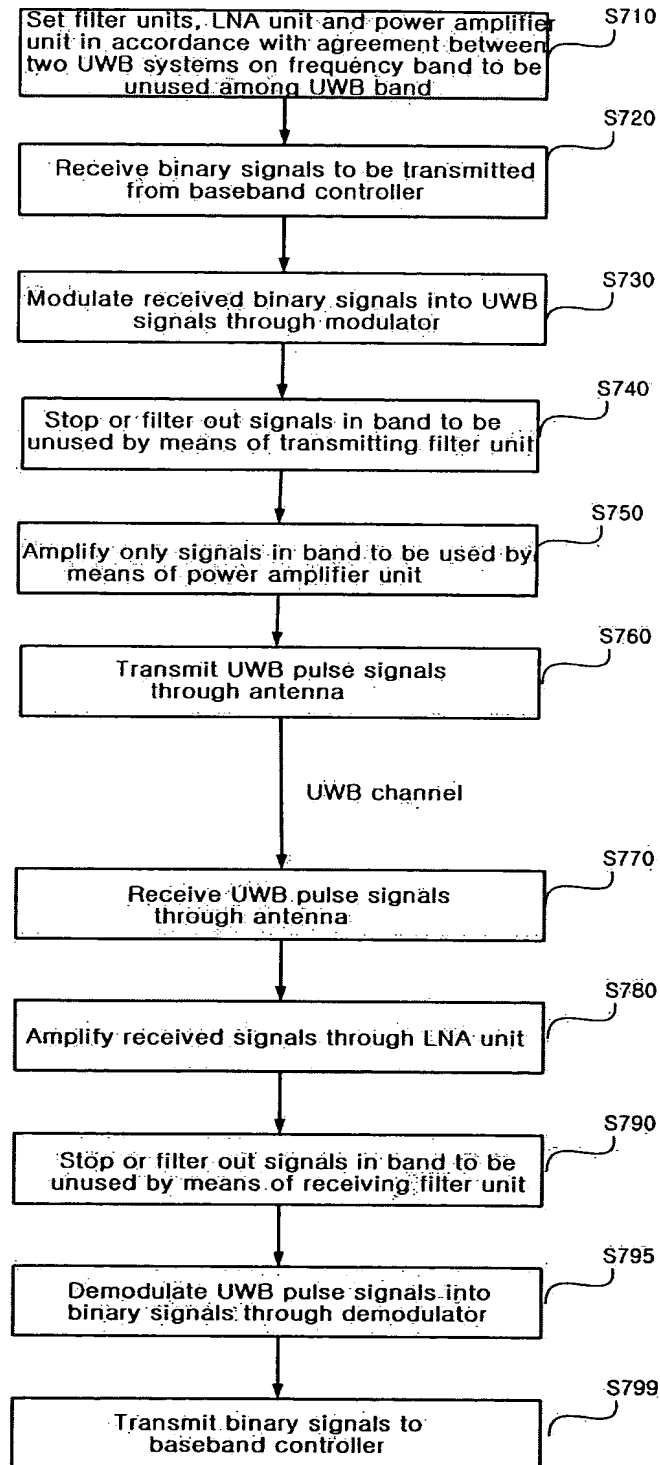 S710
Set filter units, LNA unit and power amplifier
unit in accordance with agreement between
two UWB systems on frequency band to be
unused among UWB band
S720
Receive binary signals to be transmitted
from baseband controller
S730
Modulate received binary signals into UWB
signals through modulator
S740
Stop or filter out signals in band to be
unused by means of transmitting filter unit
S750
Amplify only signals in band to be used by
means of power amplifier unit
S760
Transmit UWB pulse signals
through antenna
UWB channel
S770
Receive UWB pulse signals
through antenna
S780
Amplify received signals through LNA unit
S790
Stop or filter out signals in band to be
unused by means of receiving filter unit
S795
Demodulate UWB pulse signals into
binary signals through demodulator
S799
Transmit binary signals to
baseband controller